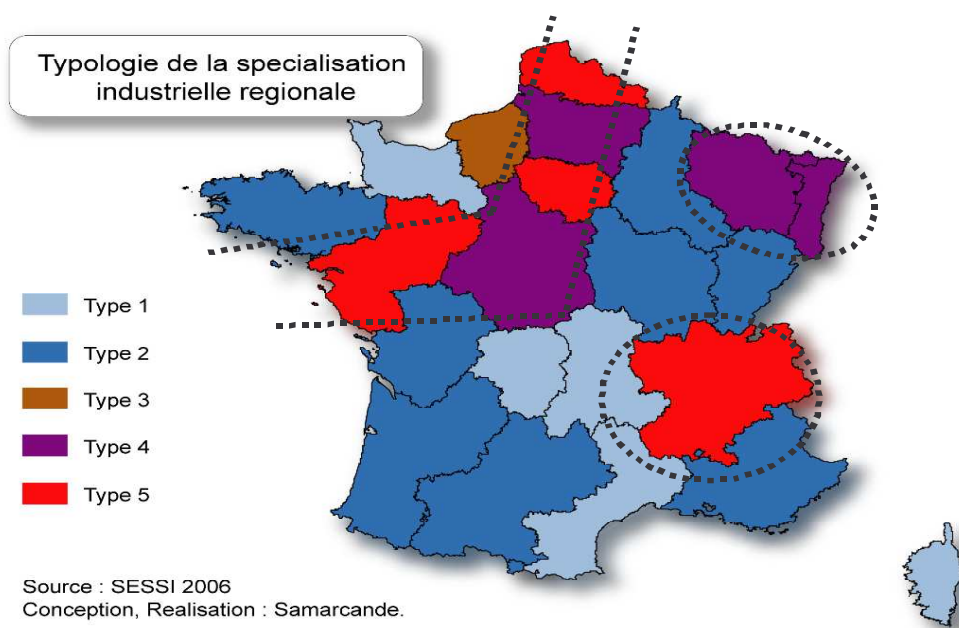 Typologie de la specialisation
industrielle regionale
Type 1
Type 2
Type 3
Type 4
Type 5
Source : SESSI 2006
Conception, Realisation : Samarcande.